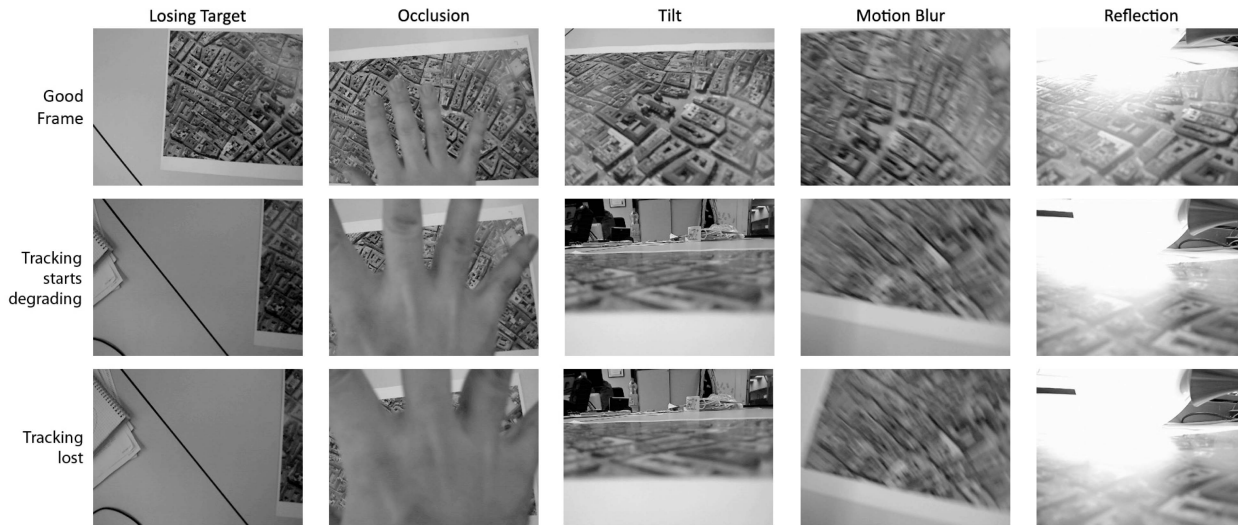 Losing Target
Occlusion
Tilt
Motion Blur
Reflection
Good
Frame
Tracking
starts
degrading
Tracking
lost